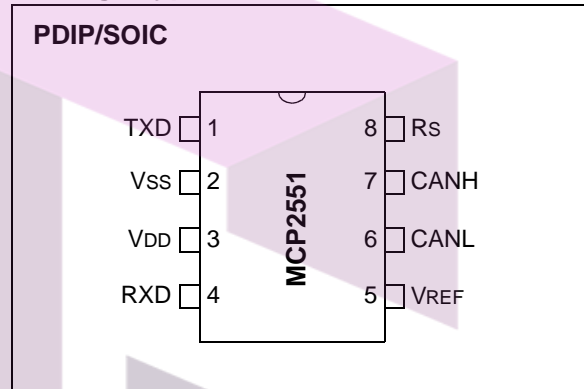 PDIP/SOIC
TXD 1 8 RS
VSS 2 7 CANH
VDD 3 6 CANL
RXD 4 5 VREF
MCP2551